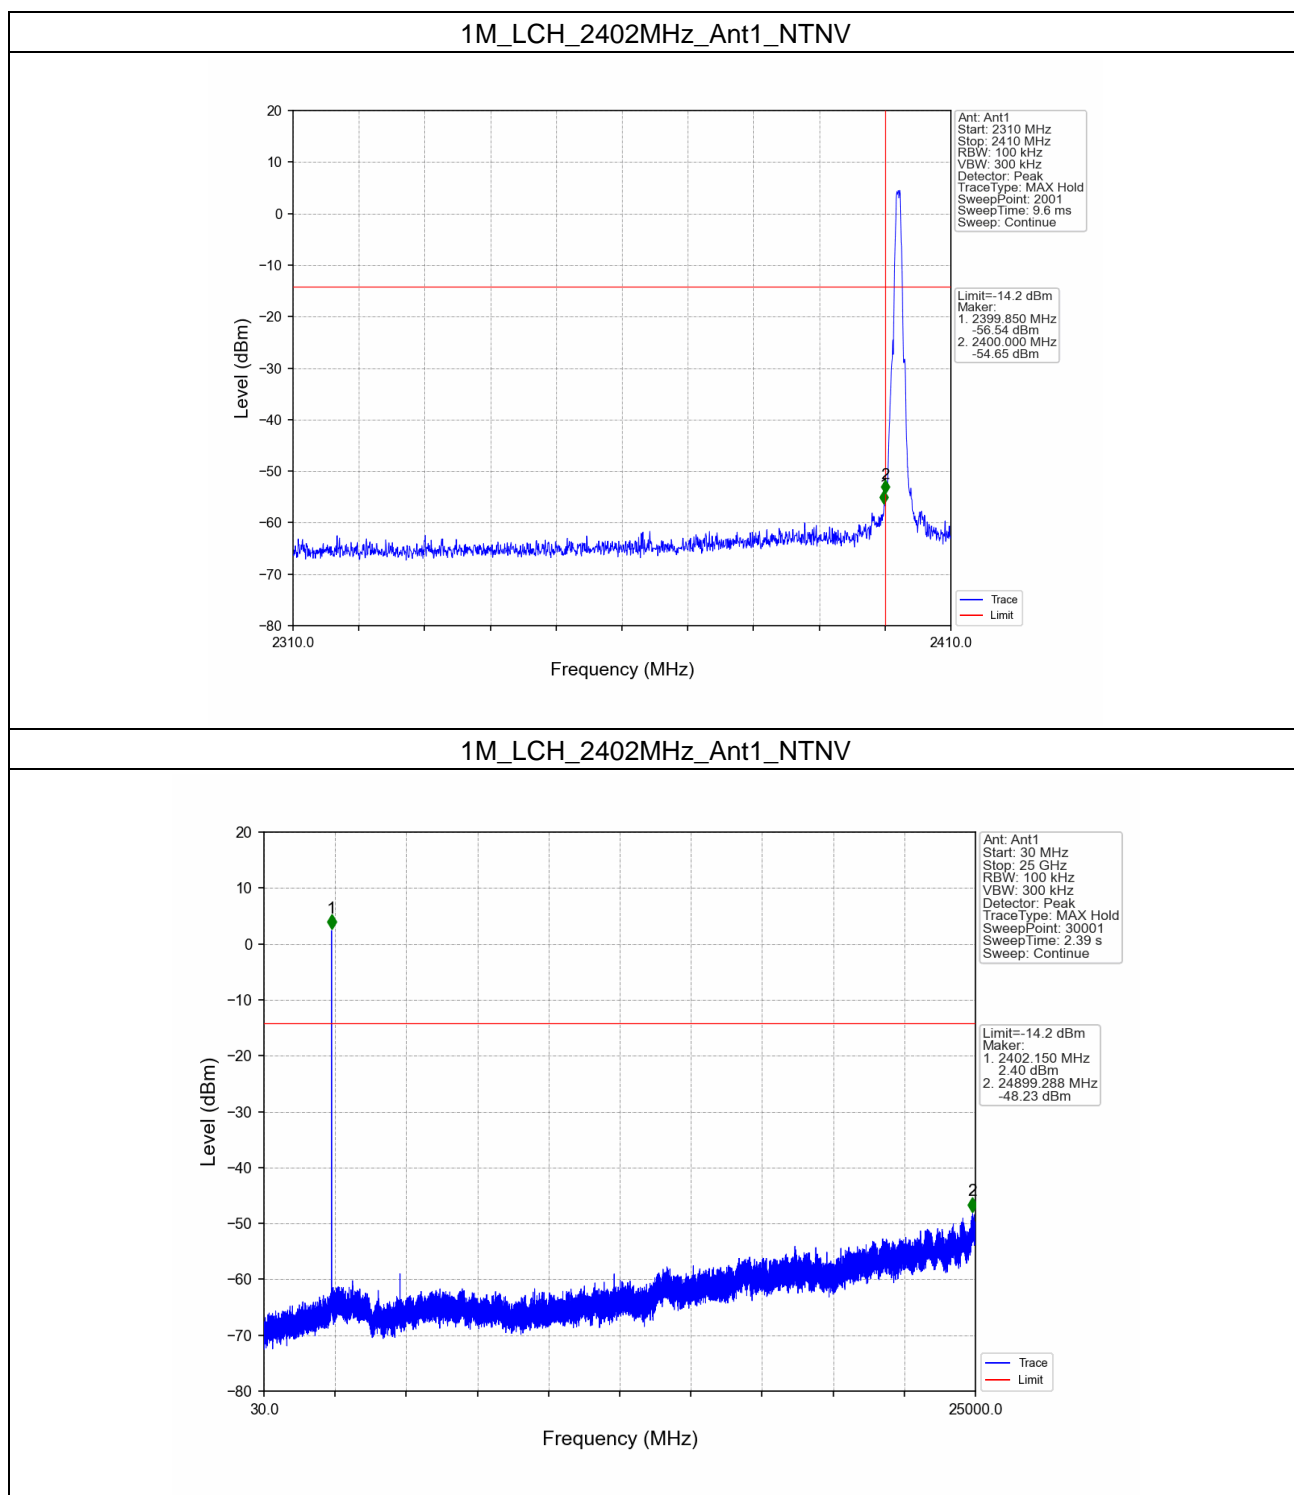 1M_LCH_2402MHz_Ant1_NTNV
20
10
0
−10
−20
−30
−40
−50
−60
−70
−80
Level (dBm)
2
2310.0
2410.0
Frequency (MHz)
Ant: Ant1
Start: 2310 MHz
Stop: 2410 MHz
RBW: 100 kHz
VBW: 300 kHz
Detector: Peak
TraceType: MAX Hold
SweepPoint: 2001
SweepTime: 9.6 ms
Sweep: Continue
Limit=-14.2 dBm
Maker:
1. 2399.850 MHz
-56.54 dBm
2. 2400.000 MHz
-54.65 dBm
Trace
Limit
1M_LCH_2402MHz_Ant1_NTNV
20
10
0
−10
−20
−30
−40
−50
−60
−70
−80
Level (dBm)
1
2
30.0
25000.0
Frequency (MHz)
Ant: Ant1
Start: 30 MHz
Stop: 25 GHz
RBW: 100 kHz
VBW: 300 kHz
Detector: Peak
TraceType: MAX Hold
SweepPoint: 30001
SweepTime: 2.39 s
Sweep: Continue
Limit=-14.2 dBm
Maker:
1. 2402.150 MHz
2.40 dBm
2. 24899.288 MHz
-48.23 dBm
Trace
Limit